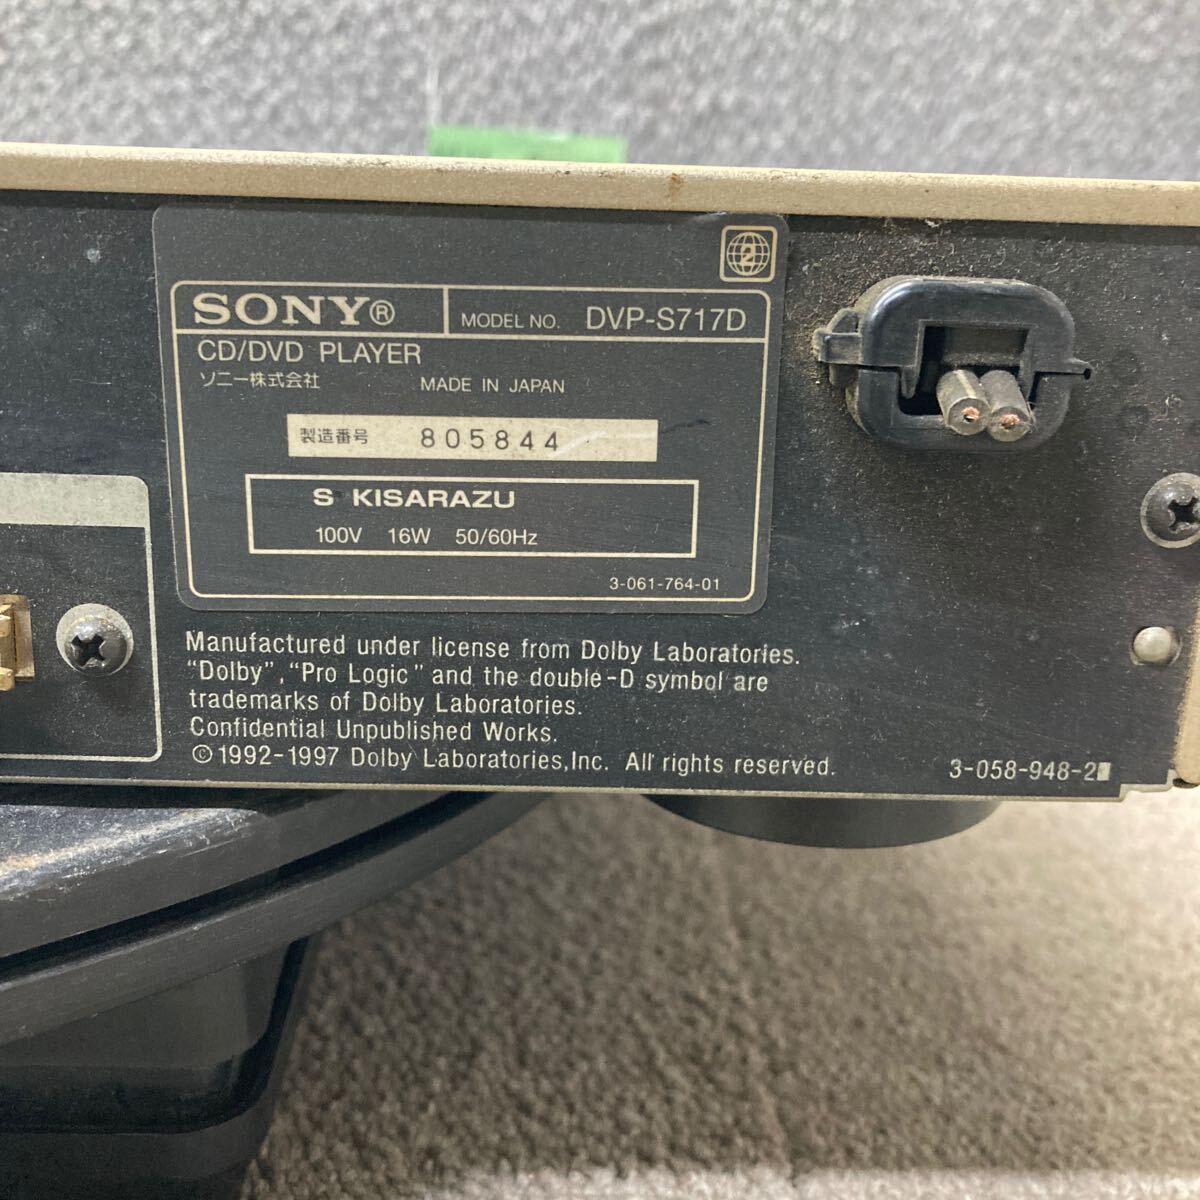 2
SONY® MODEL NO. DVP-S717D
CD/DVD PLAYER
ソニー株式会社 MADE IN JAPAN
製造番号 805844
S KISARAZU
100V 16W 50/60Hz
3-061-764-01
Manufactured under license from Dolby Laboratories.
“Dolby”, “Pro Logic” and the double-D symbol are
trademarks of Dolby Laboratories.
Confidential Unpublished Works.
©1992-1997 Dolby Laboratories,Inc. All rights reserved.
3-058-948-2